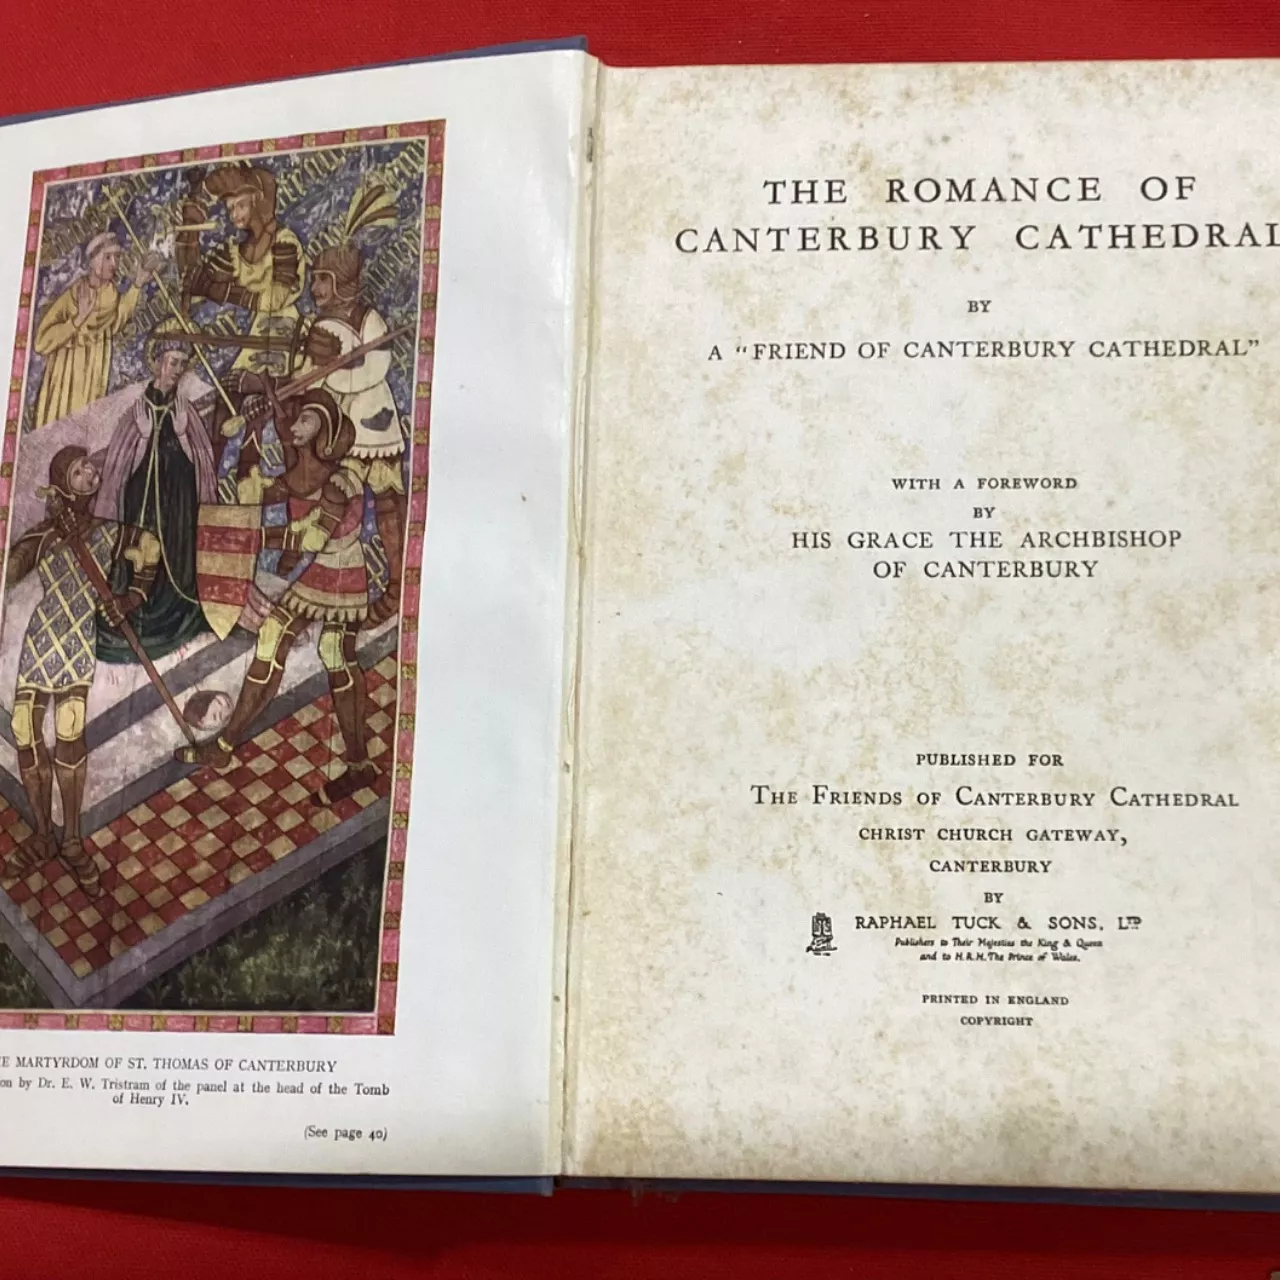 MARTYRDOM OF ST. THOMAS OF CANTERBURY
by Dr. E. W. Tristram of the panel at the head of the Tomb
of Henry IV.
(See page 40)
THE ROMANCE OF
CANTERBURY CATHEDRAL
BY
A "FRIEND OF CANTERBURY CATHEDRAL"
WITH A FOREWORD
BY
HIS GRACE THE ARCHBISHOP
OF CANTERBURY
PUBLISHED FOR
THE FRIENDS OF CANTERBURY CATHEDRAL
CHRIST CHURCH GATEWAY,
CANTERBURY
BY
RAPHAEL TUCK & SONS, LTD
Publishers to Their Majesties the King & Queen
and to H.R.H. The Prince of Wales.
PRINTED IN ENGLAND
COPYRIGHT